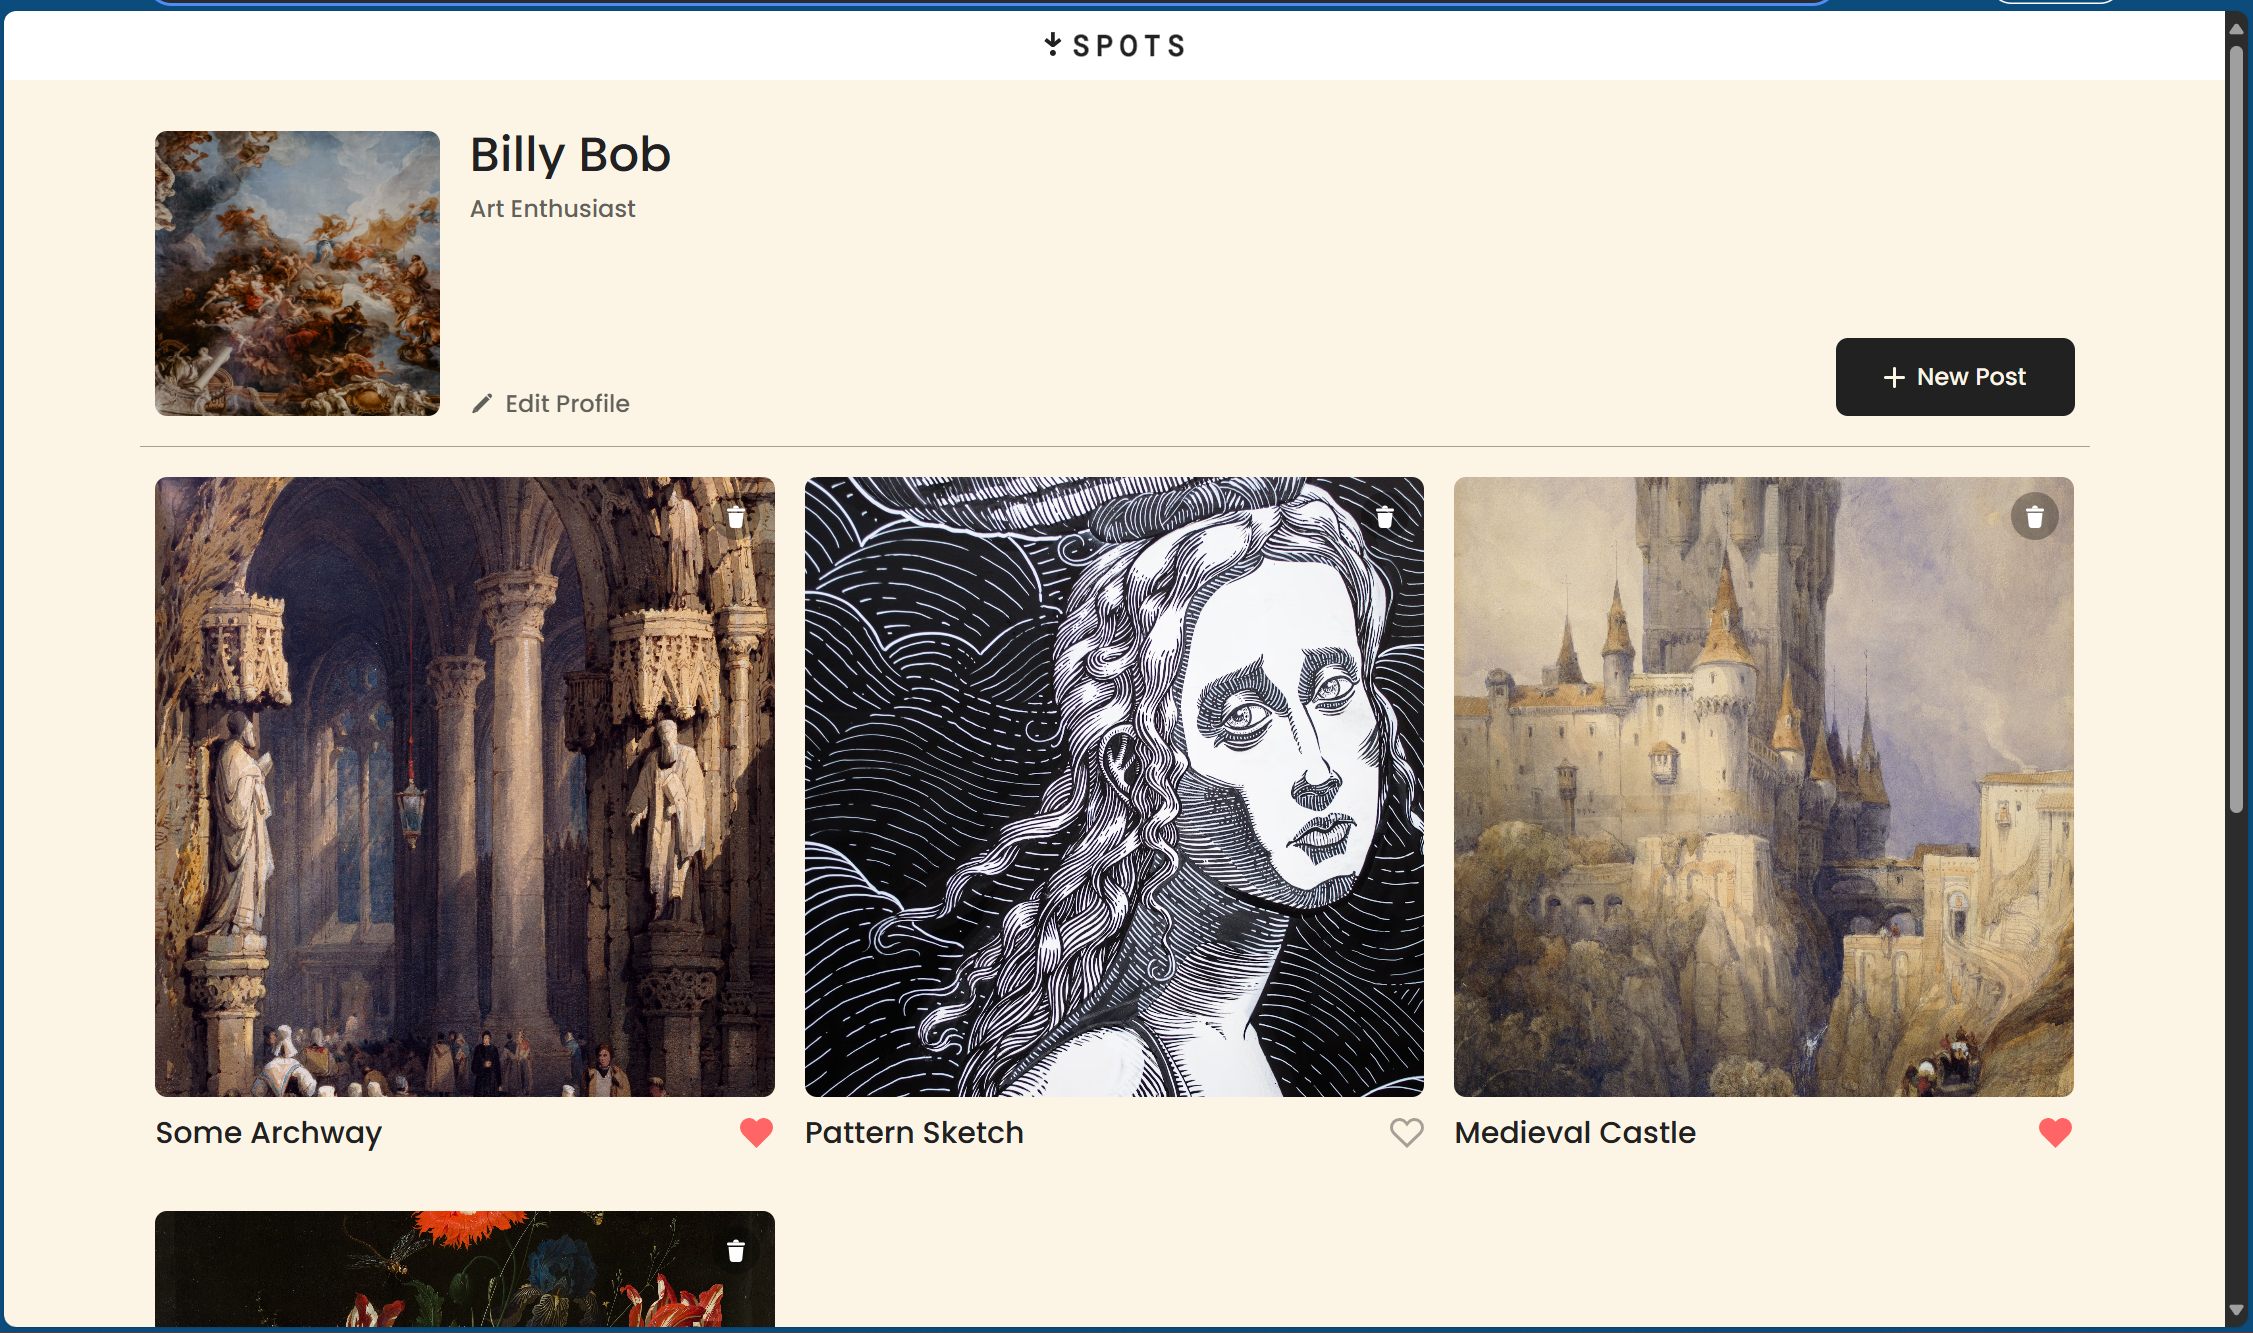 SPOTS
Billy Bob
Art Enthusiast
Edit Profile
New Post
Some Archway
Pattern Sketch
Medieval Castle